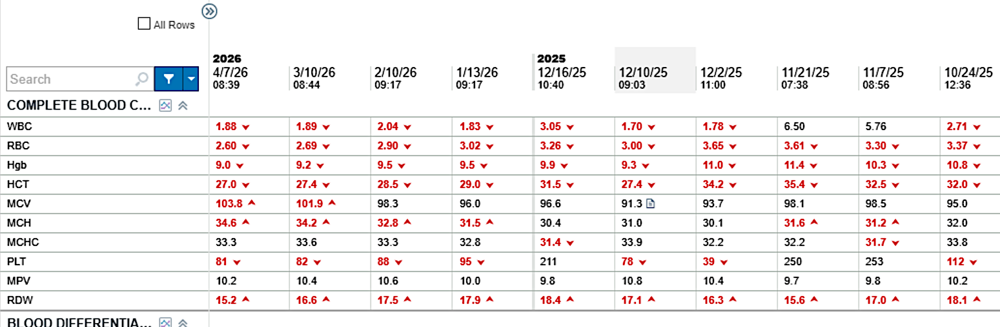 All Rows
2026 2025
4/7/26 3/10/26 2/10/26 1/13/26 12/16/25 12/10/25 12/2/25 11/21/25 11/7/25 10/24/25
Search 08:39 08:44 09:17 09:17 10:40 09:03 11:00 07:38 08:56 12:36
COMPLETE BLOOD C...
WBC 1.88 1.89 2.04 1.83 3.05 1.70 1.78 6.50 5.76 2.71
RBC 2.60 2.69 2.90 3.02 3.26 3.00 3.65 3.61 3.30 3.37
Hgb 9.0 9.2 9.5 9.5 9.9 9.3 11.0 11.4 10.3 10.8
HCT 27.0 27.4 28.5 29.0 31.5 27.4 34.2 35.4 32.5 32.0
MCV 103.8 101.9 98.3 96.0 96.6 91.3 93.7 98.1 98.5 95.0
MCH 34.6 34.2 32.8 31.5 30.4 31.0 30.1 31.6 31.2 32.0
MCHC 33.3 33.6 33.3 32.8 31.4 33.9 32.2 32.2 31.7 33.8
PLT 81 82 88 95 211 78 39 250 253 112
MPV 10.2 10.4 10.6 10.0 9.8 10.8 10.4 9.7 9.8 10.2
RDW 15.2 16.6 17.5 17.9 18.4 17.1 16.3 15.6 17.0 18.1
BLOOD DIFFERENTIA...